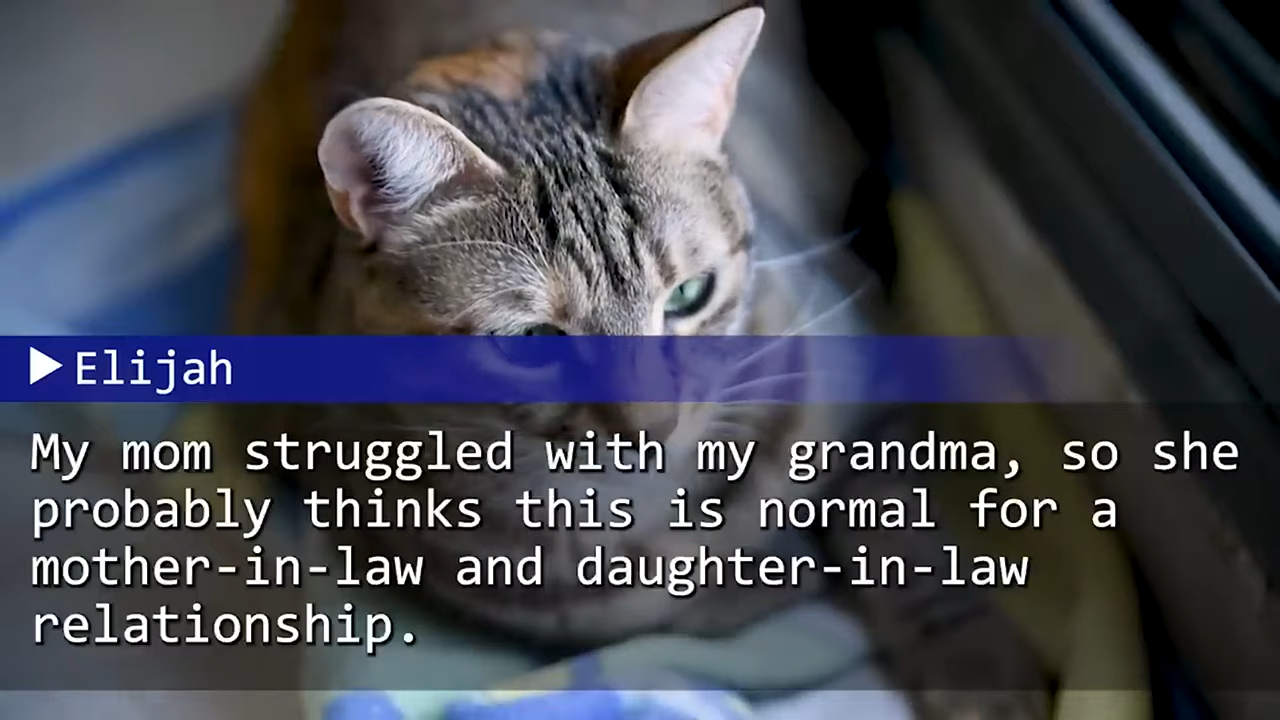 Elijah
My mom struggled with my grandma, so she
probably thinks this is normal for a
mother-in-law and daughter-in-law
relationship.